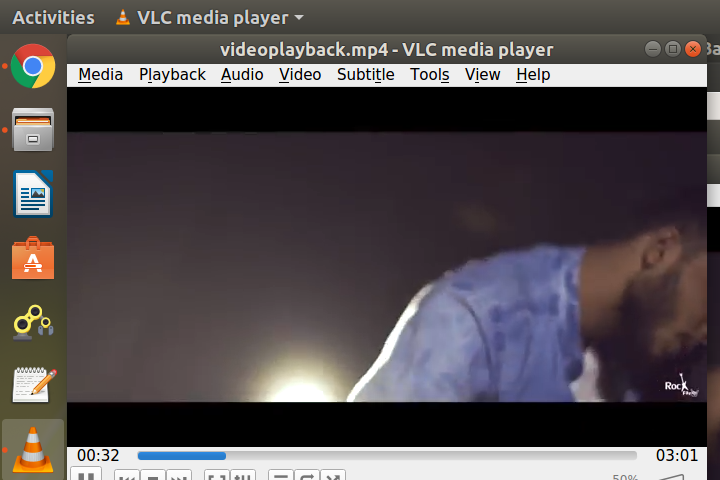 Activities VLC media player
videoplayback.mp4 - VLC media player
Media Playback Audio Video Subtitle Tools View Help
Rock
00:32 03:01
50%